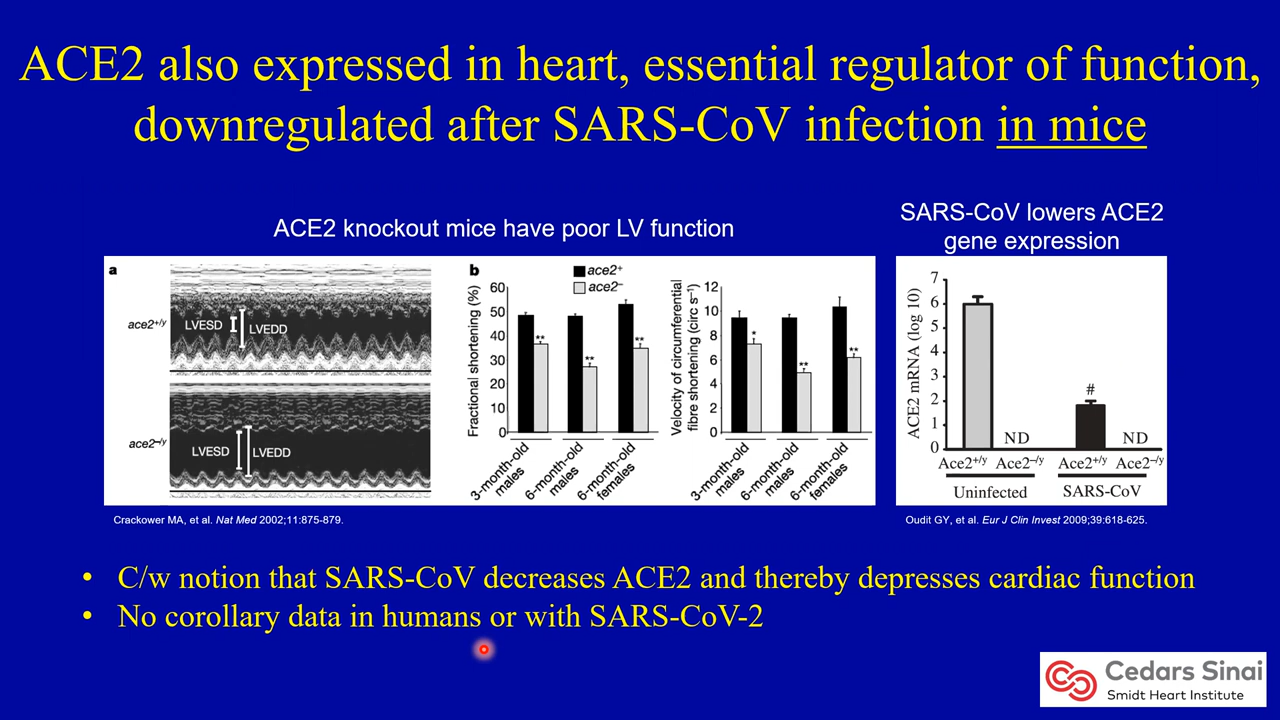 ACE2 also expressed in heart, essential regulator of function,
downregulated after SARS-CoV infection in mice
ACE2 knockout mice have poor LV function
SARS-CoV lowers ACE2
gene expression
a
ace2+/y
LVESD
LVEDD
ace2–/y
LVESD
LVEDD
b
ace2+
ace2–
Fractional shortening (%)
60
50
40
30
20
10
0
**
**
**
3-month-old
males
6-month-old
males
6-month-old
females
Velocity of circumferential
fibre shortening (circ s–1)
12
10
8
6
4
2
0
*
**
**
3-month-old
males
6-month-old
males
6-month-old
females
ACE2 mRNA (log 10)
7
6
5
4
3
2
1
0
ND
#
ND
Ace2+/y Ace2–/y Ace2+/y Ace2–/y
Uninfected SARS-CoV
Crackower MA, et al. Nat Med 2002;11:875-879.
Oudit GY, et al. Eur J Clin Invest 2009;39:618-625.
• C/w notion that SARS-CoV decreases ACE2 and thereby depresses cardiac function
• No corollary data in humans or with SARS-CoV-2
Cedars Sinai
Smidt Heart Institute